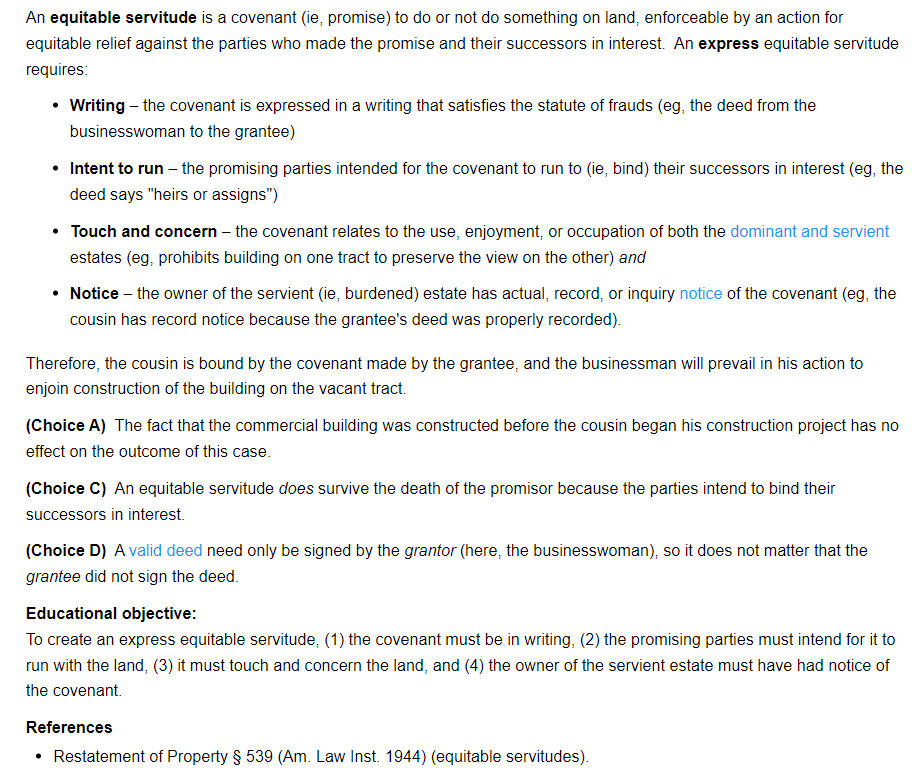 An equitable servitude is a covenant (ie, promise) to do or not do something on land, enforceable by an action for
equitable relief against the parties who made the promise and their successors in interest. An express equitable servitude
requires:
• Writing – the covenant is expressed in a writing that satisfies the statute of frauds (eg, the deed from the
businesswoman to the grantee)
• Intent to run – the promising parties intended for the covenant to run to (ie, bind) their successors in interest (eg, the
deed says "heirs or assigns")
• Touch and concern – the covenant relates to the use, enjoyment, or occupation of both the dominant and servient
estates (eg, prohibits building on one tract to preserve the view on the other) and
• Notice – the owner of the servient (ie, burdened) estate has actual, record, or inquiry notice of the covenant (eg, the
cousin has record notice because the grantee's deed was properly recorded).
Therefore, the cousin is bound by the covenant made by the grantee, and the businessman will prevail in his action to
enjoin construction of the building on the vacant tract.
(Choice A) The fact that the commercial building was constructed before the cousin began his construction project has no
effect on the outcome of this case.
(Choice C) An equitable servitude does survive the death of the promisor because the parties intend to bind their
successors in interest.
(Choice D) A valid deed need only be signed by the grantor (here, the businesswoman), so it does not matter that the
grantee did not sign the deed.
Educational objective:
To create an express equitable servitude, (1) the covenant must be in writing, (2) the promising parties must intend for it to
run with the land, (3) it must touch and concern the land, and (4) the owner of the servient estate must have had notice of
the covenant.
References
• Restatement of Property § 539 (Am. Law Inst. 1944) (equitable servitudes).